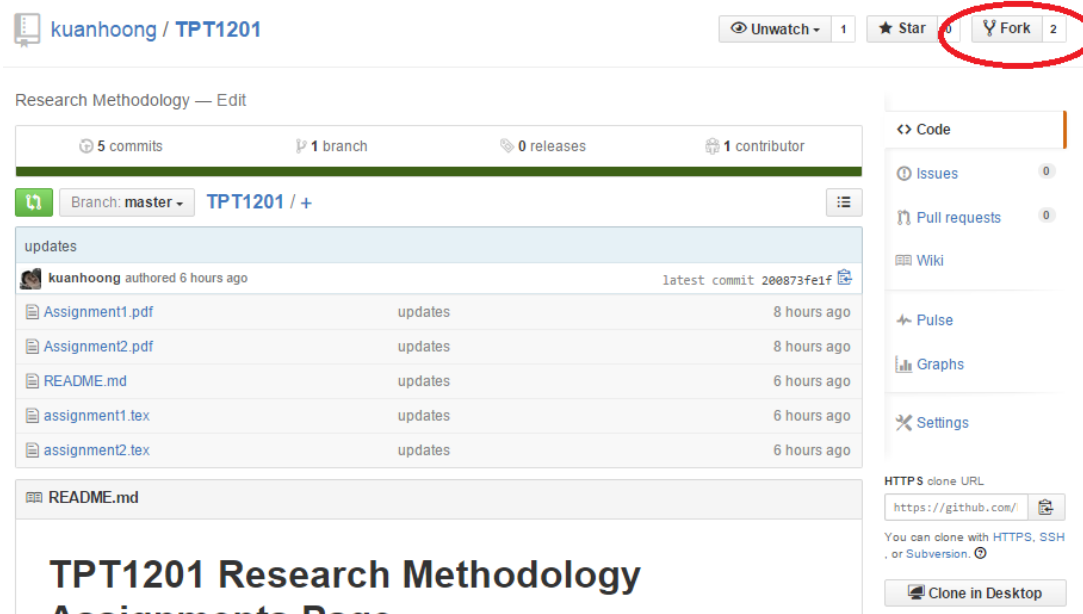 kuanhoong / TPT1201
Unwatch 1 Star 0 Fork 2
Research Methodology — Edit
5 commits 1 branch 0 releases 1 contributor
Branch: master TPT1201 / +
updates
kuanhoong authored 6 hours ago latest commit 200873fe1f
Assignment1.pdf updates 8 hours ago
Assignment2.pdf updates 8 hours ago
README.md updates 6 hours ago
assignment1.tex updates 6 hours ago
assignment2.tex updates 6 hours ago
README.md
TPT1201 Research Methodology
Assignments Page
Code
Issues 0
Pull requests 0
Wiki
Pulse
Graphs
Settings
HTTPS clone URL
https://github.com/
You can clone with HTTPS, SSH
, or Subversion.
Clone in Desktop